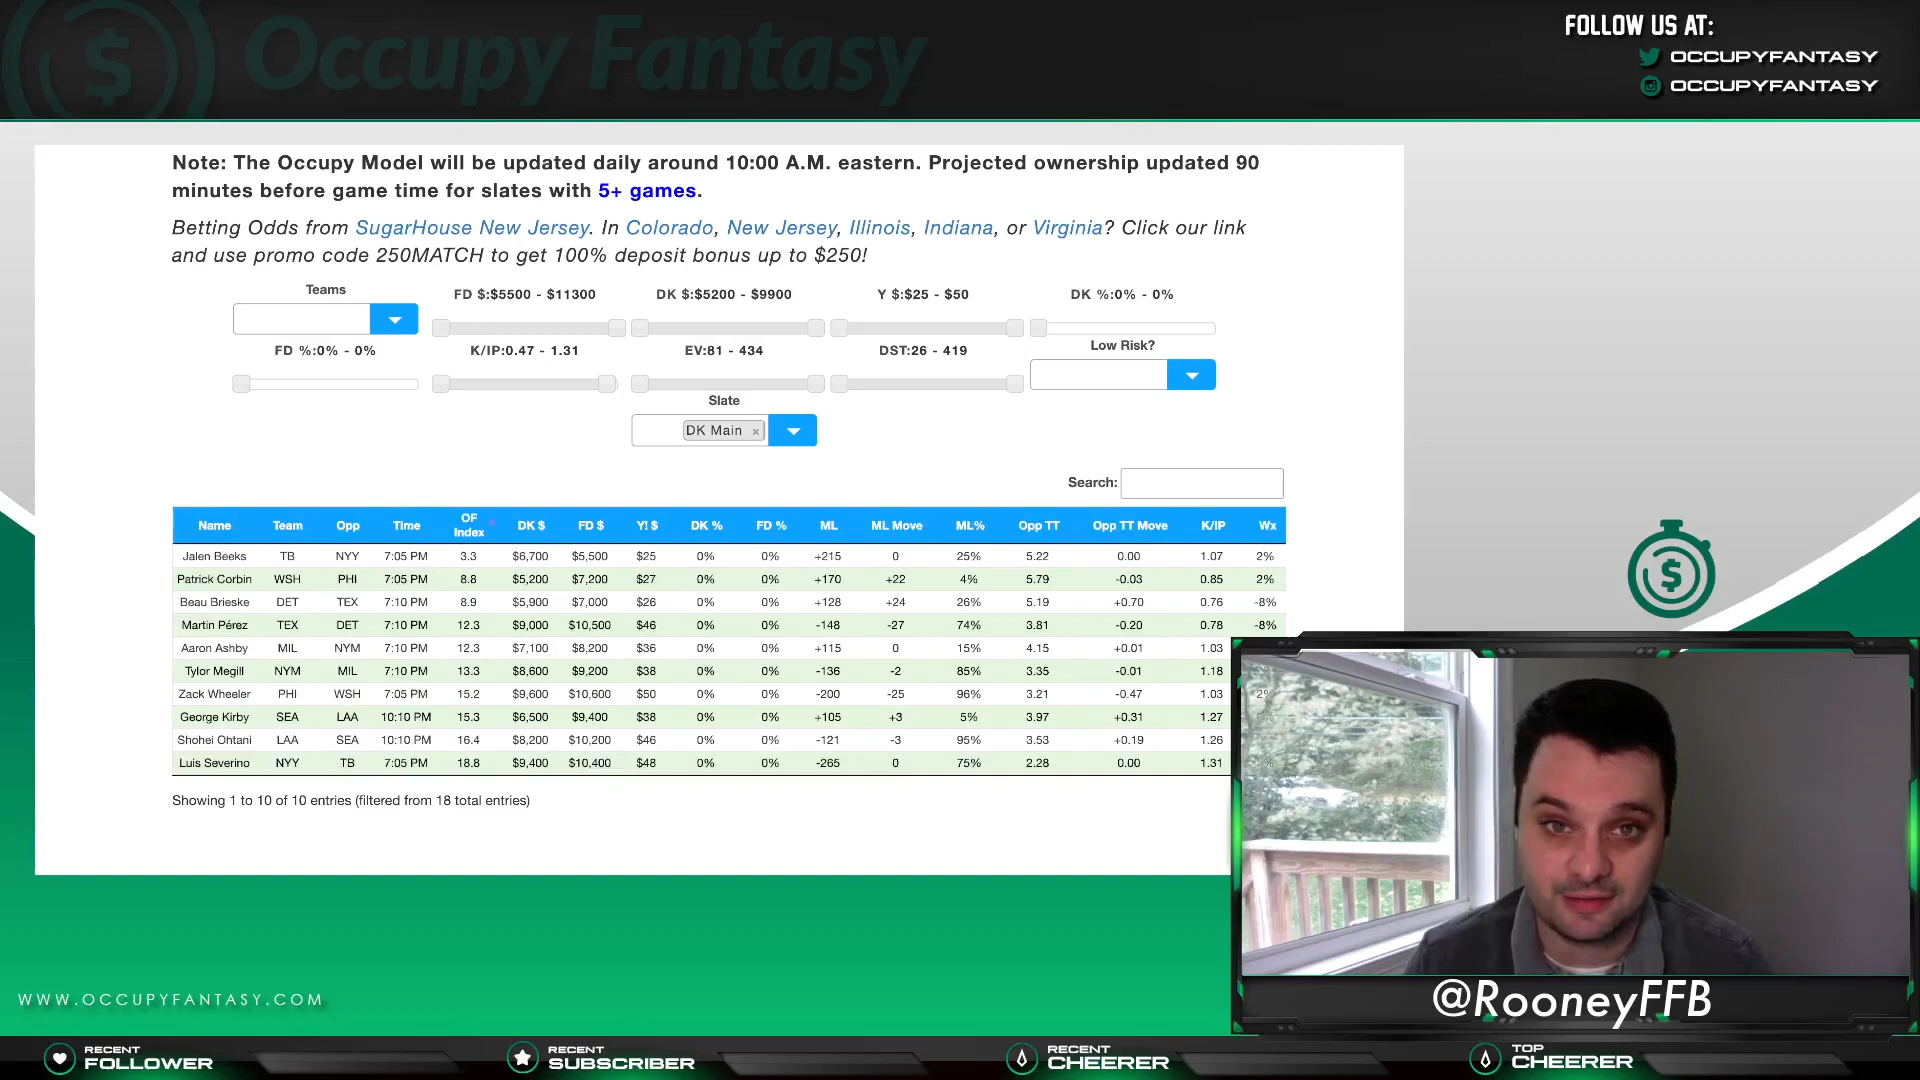 Occupy Fantasy
FOLLOW US AT:
OCCUPYFANTASY
OCCUPYFANTASY
Note: The Occupy Model will be updated daily around 10:00 A.M. eastern. Projected ownership updated 90
minutes before game time for slates with 5+ games.
Betting Odds from SugarHouse New Jersey. In Colorado, New Jersey, Illinois, Indiana, or Virginia? Click our link
and use promo code 250MATCH to get 100% deposit bonus up to $250!
Teams FD $:$5500 - $11300 DK $:$5200 - $9900 Y $:$25 - $50 DK %:0% - 0%
FD %:0% - 0% K/IP:0.47 - 1.31 EV:81 - 434 DST:26 - 419 Low Risk?
Slate
DK Main ×
Search:
Name Team Opp Time OF Index DK $ FD $ Y! $ DK % FD % ML ML Move ML% Opp TT Opp TT Move K/IP Wx
Jalen Beeks TB NYY 7:05 PM 3.3 $6,700 $5,500 $25 0% 0% +215 0 25% 5.22 0.00 1.07 2%
Patrick Corbin WSH PHI 7:05 PM 8.8 $5,200 $7,200 $27 0% 0% +170 +22 4% 5.79 -0.03 0.85 2%
Beau Brieske DET TEX 7:10 PM 8.9 $5,900 $7,000 $26 0% 0% +128 +24 26% 5.19 +0.70 0.76 -8%
Martin Pérez TEX DET 7:10 PM 12.3 $9,000 $10,500 $46 0% 0% -148 -27 74% 3.81 -0.20 0.78 -8%
Aaron Ashby MIL NYM 7:10 PM 12.3 $7,100 $8,200 $36 0% 0% +115 0 15% 4.15 +0.01 1.03
Tylor Megill NYM MIL 7:10 PM 13.3 $8,600 $9,200 $38 0% 0% -136 -2 85% 3.35 -0.01 1.18
Zack Wheeler PHI WSH 7:05 PM 15.2 $9,600 $10,600 $50 0% 0% -200 -25 96% 3.21 -0.47 1.03 2%
George Kirby SEA LAA 10:10 PM 15.3 $6,500 $9,400 $38 0% 0% +105 +3 5% 3.97 +0.31 1.27
Shohei Ohtani LAA SEA 10:10 PM 16.4 $8,200 $10,200 $46 0% 0% -121 -3 95% 3.53 +0.19 1.26
Luis Severino NYY TB 7:05 PM 18.8 $9,400 $10,400 $48 0% 0% -265 0 75% 2.28 0.00 1.31
Showing 1 to 10 of 10 entries (filtered from 18 total entries)
@RooneyFFB
WWW.OCCUPYFANTASY.COM
RECENT FOLLOWER
RECENT SUBSCRIBER
RECENT CHEERER
TOP CHEERER